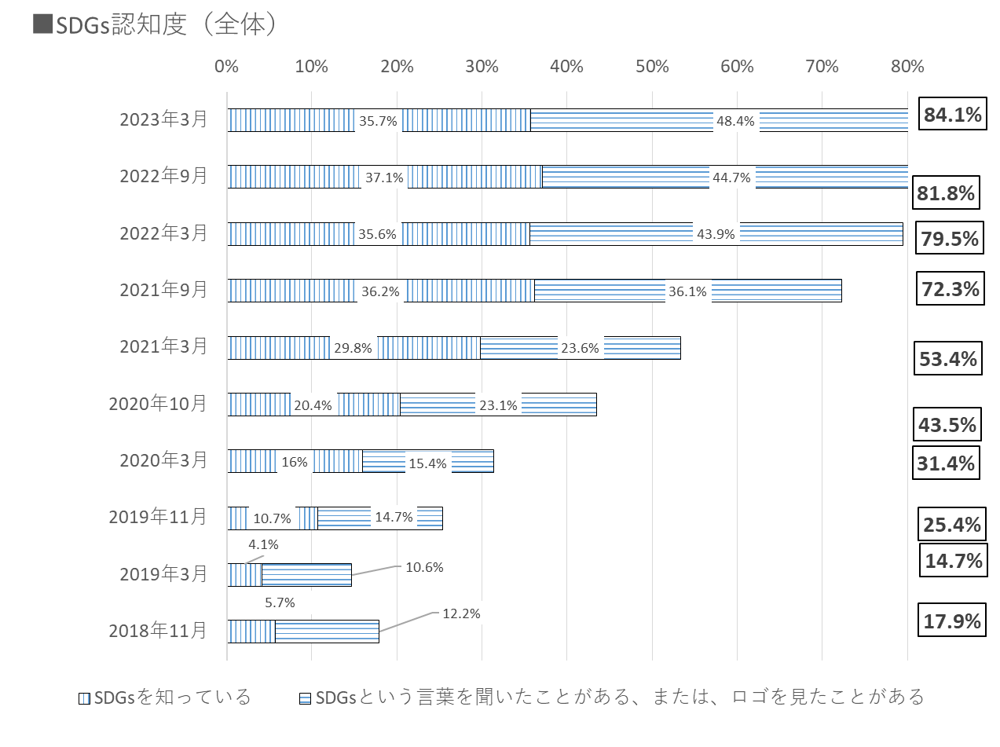 ■SDGs認知度（全体）
0% 10% 20% 30% 40% 50% 60% 70% 80%
2023年3月 35.7% 48.4% 84.1%
2022年9月 37.1% 44.7% 81.8%
2022年3月 35.6% 43.9% 79.5%
2021年9月 36.2% 36.1% 72.3%
2021年3月 29.8% 23.6% 53.4%
2020年10月 20.4% 23.1% 43.5%
2020年3月 16% 15.4% 31.4%
2019年11月 10.7% 14.7% 25.4%
2019年3月 4.1% 10.6% 14.7%
2018年11月 5.7% 12.2% 17.9%
SDGsを知っている SDGsという言葉を聞いたことがある、または、ロゴを見たことがある